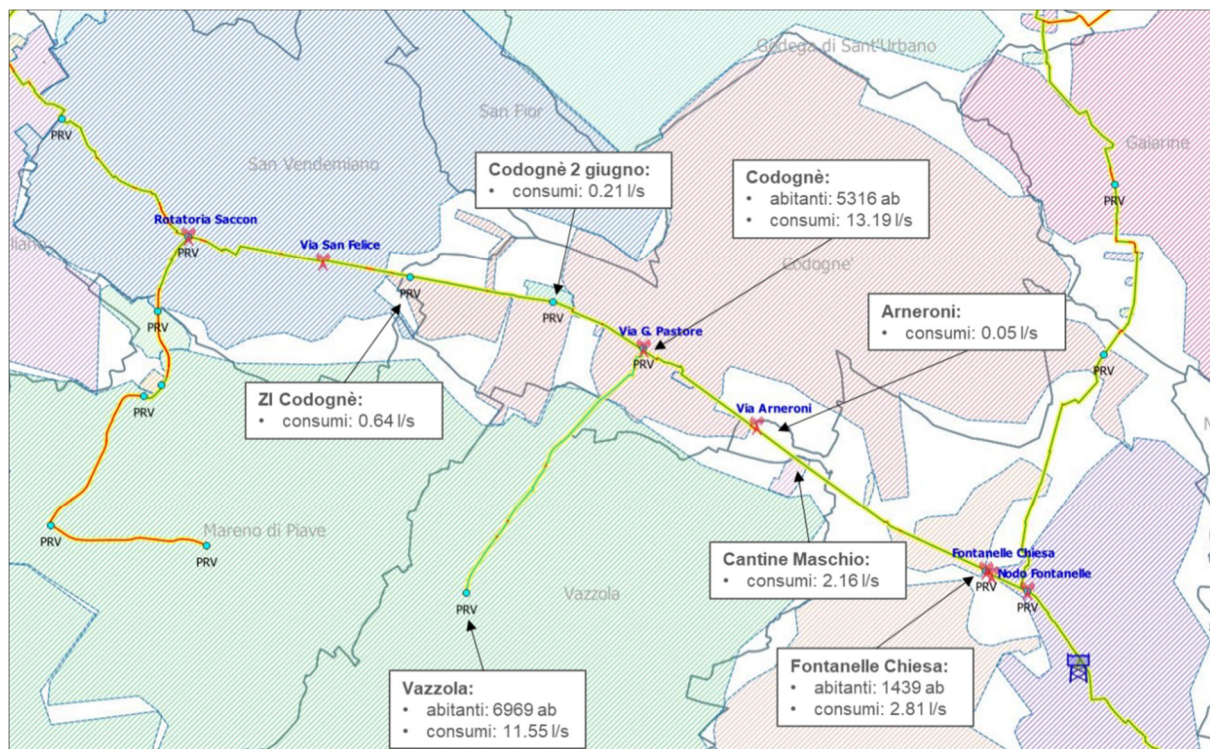 Godega di Sant'Urbano
San Fior
PRV
San Vendemiano
Gaiarine
Codognè 2 giugno:
• consumi: 0.21 l/s
Codognè:
• abitanti: 5316 ab
• consumi: 13.19 l/s
PRV
Rotatoria Saccon
PRV
Via San Felice
Codogne'
PRV
PRV
Via G. Pastore
PRV
Arneroni:
• consumi: 0.05 l/s
PRV
PRV
ZI Codognè:
• consumi: 0.64 l/s
Via Arneroni
PRV
Mareno di Piave
PRV
PRV
Cantine Maschio:
• consumi: 2.16 l/s
Fontanelle Chiesa
Nodo Fontanelle
PRV
PRV
Vazzola
PRV
Vazzola:
• abitanti: 6969 ab
• consumi: 11.55 l/s
Fontanelle Chiesa:
• abitanti: 1439 ab
• consumi: 2.81 l/s